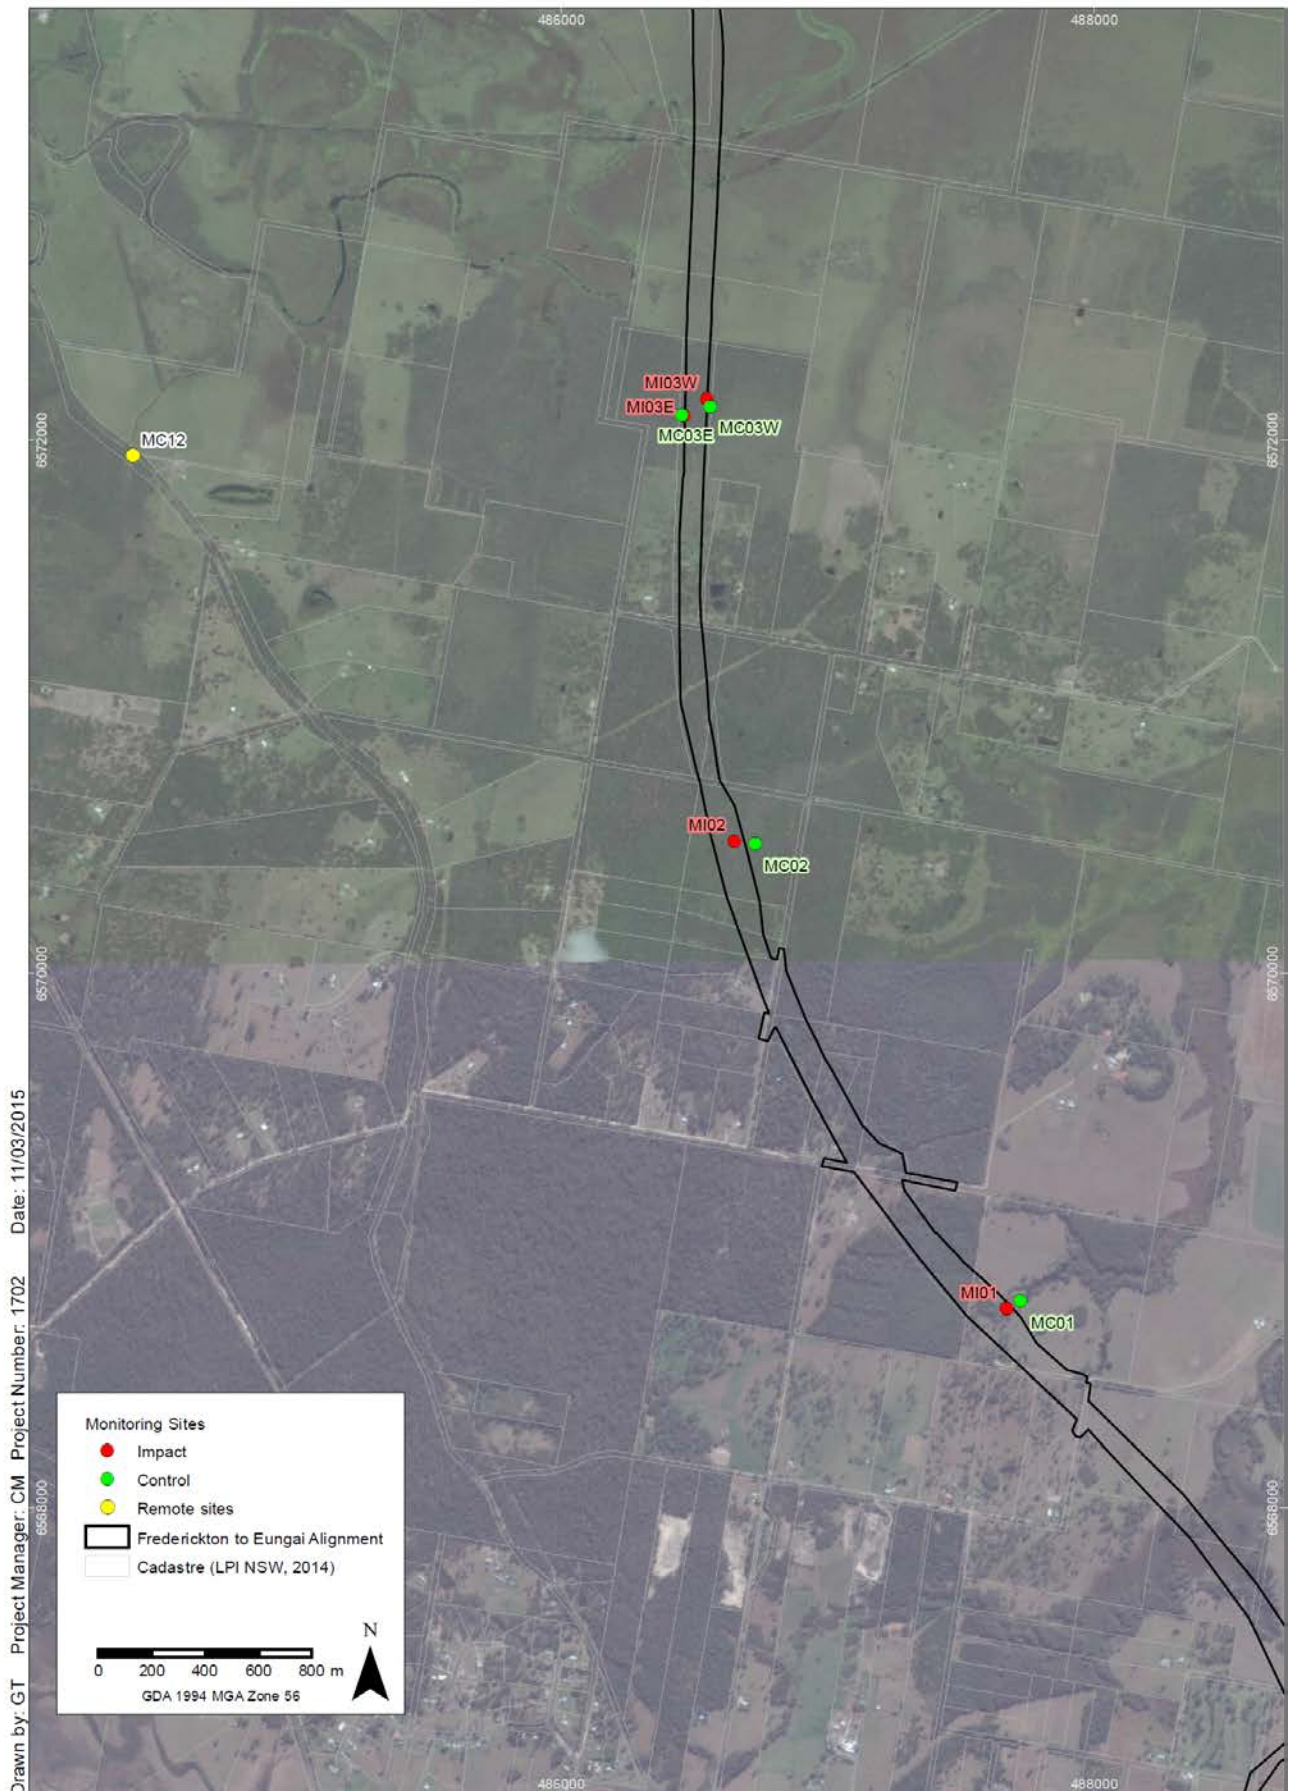 486000
488000
MI03W
MI03E
MC03E
MC03W
6572000
6572000
MC12
MI02
MC02
6570000
6570000
MI01
MC01
6568000
6568000
Monitoring Sites
Impact
Control
Remote sites
Frederickton to Eungai Alignment
Cadastre (LPI NSW, 2014)
N
0 200 400 600 800 m
GDA 1994 MGA Zone 56
486000
488000
Drawn by: GT Project Manager: CM Project Number: 1702 Date: 11/03/2015